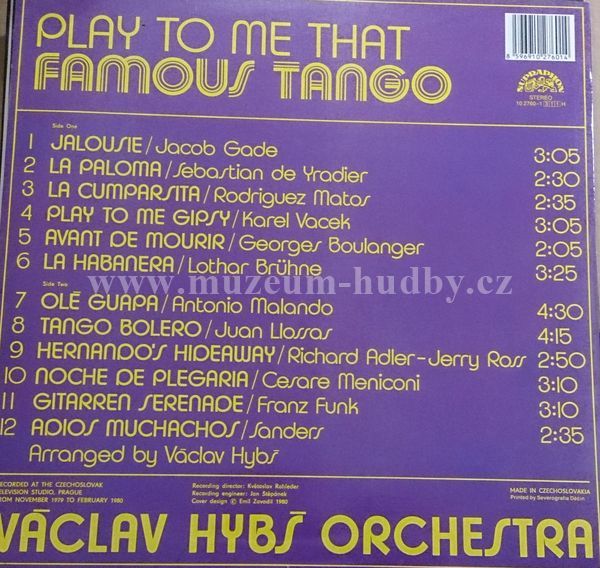 PLAY TO ME THAT
FAMOUS TANGO
8 596910 276014
SUPRAPHON
STEREO
10 2760-1 311 H
Side One
1 JALOUSIE/Jacob Gade 3:05
2 LA PALOMA/Sebastian de Yradier 2:30
3 LA CUMPARSITA/Rodriguez Matos 2:35
4 PLAY TO ME GIPSY/Karel Vacek 3:05
5 AVANT DE MOURIR/Georges Boulanger 2:05
6 LA HABANERA/Lothar Brühne 3:25
www.muzeum-hudby.cz
Side Two
7 OLÉ GUAPA/Antonio Malando 4:30
8 TANGO BOLERO/Juan Llossas 4:15
9 HERNANDO'S HIDEAWAY/Richard Adler-Jerry Ross 2:50
10 NOCHE DE PLEGARIA/Cesare Meniconi 3:10
11 GITARREN SERENADE/Franz Funk 3:10
12 ADIOS MUCHACHOS/Sanders 2:35
Arranged by Václav Hybš
RECORDED AT THE CZECHOSLOVAK
TELEVISION STUDIO, PRAGUE
FROM NOVEMBER 1979 TO FEBRUARY 1980
Recording director: Květoslav Rohleder
Recording engineer: Jan Štěpánek
Cover design © Emil Zavadil 1980
MADE IN CZECHOSLOVAKIA
Printed by Severografia Děčín
VÁCLAV HYBŠ ORCHESTRA